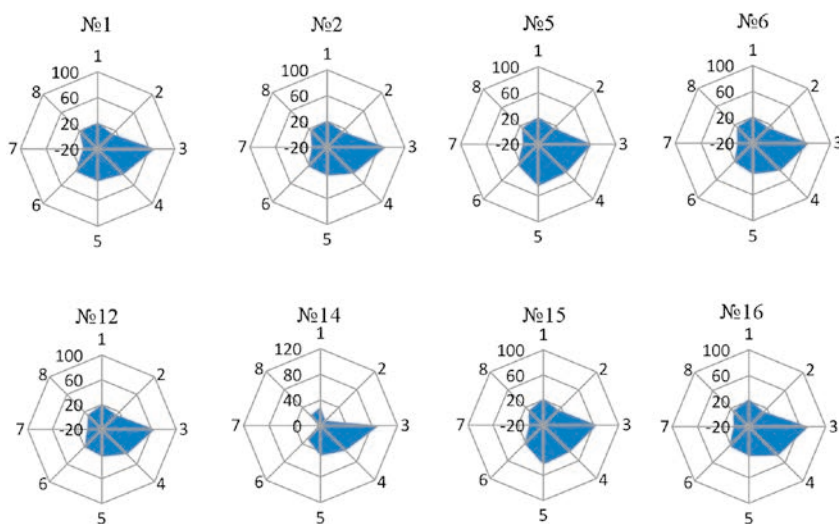 №1 №2 №5 №6
1 1 1 1
100 100 100 100
8 2 8 2 8 2 8 2
60 60 60 60
20 20 20 20
7 -20 3 7 -20 3 7 -20 3 7 -20 3
6 4 6 4 6 4 6 4
5 5 5 5
№12 №14 №15 №16
1 1 1 1
100 120 100 100
8 2 8 2 8 2 8 2
60 80 60 60
20 40 20 20
7 -20 3 7 0 3 7 -20 3 7 -20 3
6 4 6 4 6 4 6 4
5 5 5 5